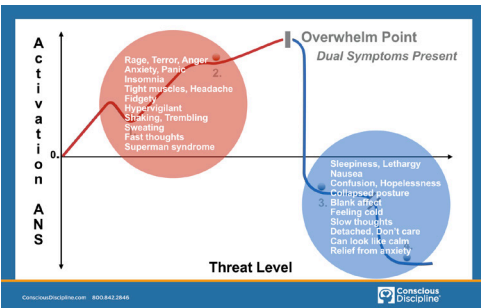 Activation ANS
Overwhelm Point
Dual Symptoms Present
Rage, Terror, Anger
Anxiety, Panic
2.
Insomnia
Tight muscles, Headache
Fidgety
Hypervigilant
Shaking, Trembling
Sweating
Fast thoughts
Superman syndrome
0.
Sleepiness, Lethargy
Nausea
Confusion, Hopelessness
Collapsed posture
3.
Blank affect
Feeling cold
Slow thoughts
Detached, Don't care
Can look like calm
Relief from anxiety
Threat Level
ConsciousDiscipline.com 800.842.2846
Conscious
Discipline®